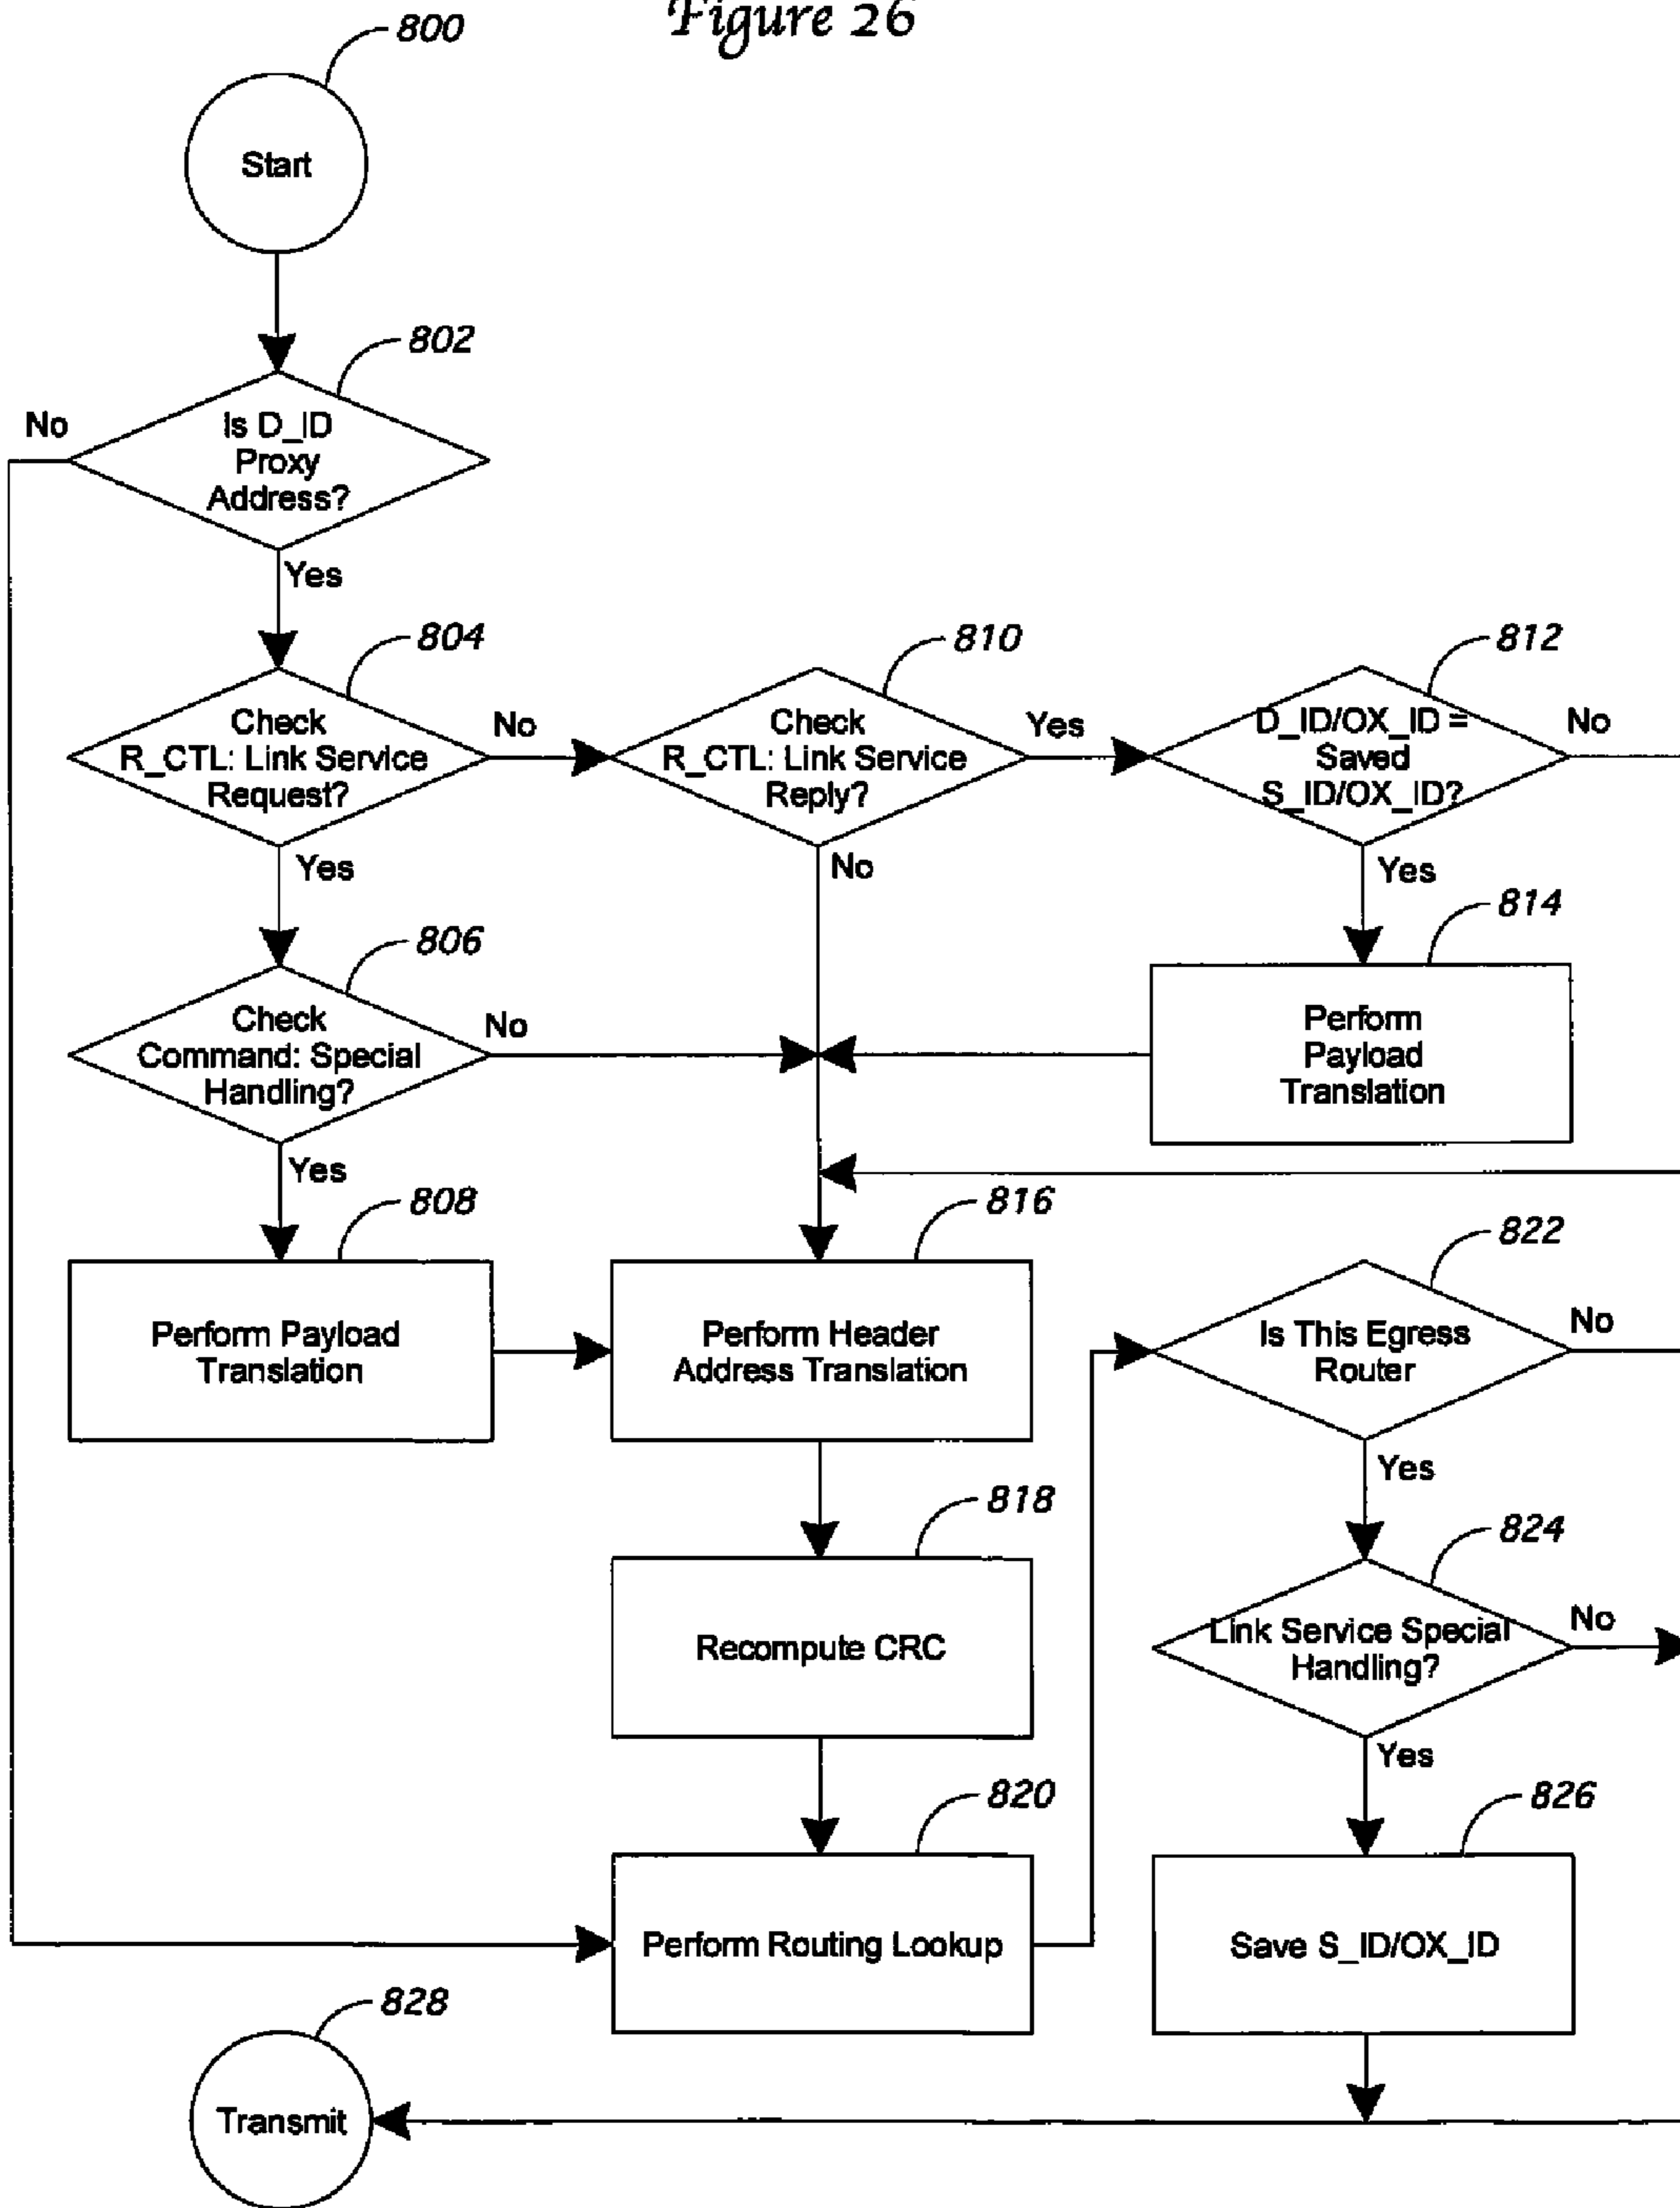 Figure 26
800
Start
802
No
Is D_ID
Proxy
Address?
Yes
804
810
812
Check
R_CTL: Link Service
Request?
No
Check
R_CTL: Link Service
Reply?
Yes
D_ID/OX_ID =
Saved
S_ID/OX_ID?
No
Yes
No
Yes
806
814
Check
Command: Special
Handling?
No
Perform
Payload
Translation
Yes
808
816
822
Perform Payload
Translation
Perform Header
Address Translation
Is This Egress
Router
No
Yes
818
824
Recompute CRC
Link Service Special
Handling?
No
Yes
820
826
Perform Routing Lookup
Save S_ID/OX_ID
828
Transmit